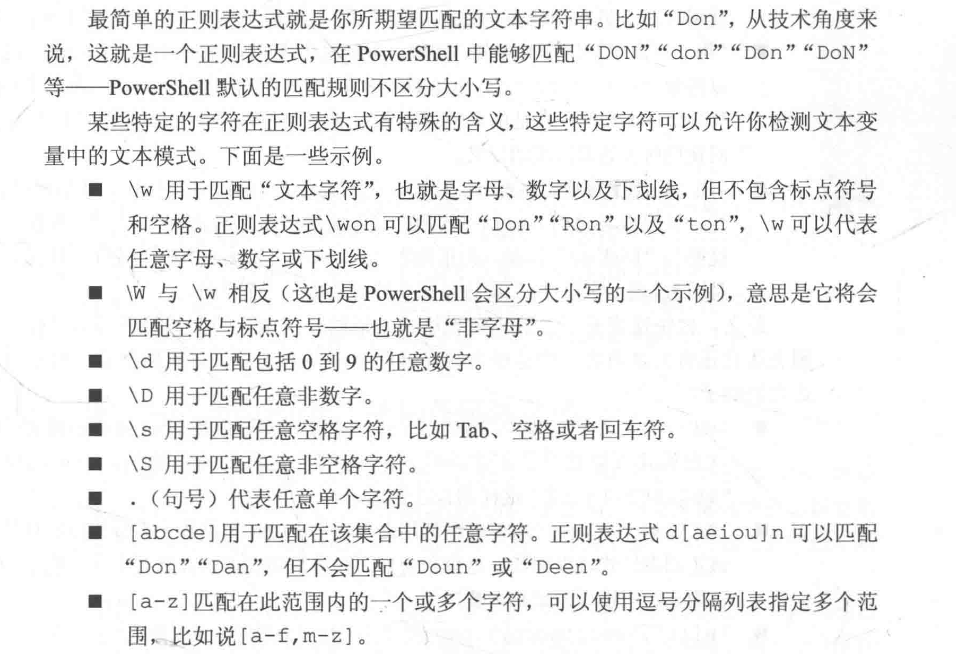 最简单的正则表达式就是你所期望匹配的文本字符串。比如“Don”，从技术角度来
说，这就是一个正则表达式，在 PowerShell 中能够匹配“DON”“don”“Don”“DoN”
等——PowerShell 默认的匹配规则不区分大小写。
某些特定的字符在正则表达式有特殊的含义，这些特定字符可以允许你检测文本变
量中的文本模式。下面是一些示例。
■ \w 用于匹配“文本字符”，也就是字母、数字以及下划线，但不包含标点符号
和空格。正则表达式\won 可以匹配“Don”“Ron”以及“ton”，\w 可以代表
任意字母、数字或下划线。
■ \W 与 \w 相反（这也是 PowerShell 会区分大小写的一个示例），意思是它将会
匹配空格与标点符号——也就是“非字母”。
■ \d 用于匹配包括 0 到 9 的任意数字。
■ \D 用于匹配任意非数字。
■ \s 用于匹配任意空格字符，比如 Tab、空格或者回车符。
■ \S 用于匹配任意非空格字符。
■ .（句号）代表任意单个字符。
■ [abcde]用于匹配在该集合中的任意字符。正则表达式 d[aeiou]n 可以匹配
“Don”“Dan”，但不会匹配“Doun”或“Deen”。
■ [a-z]匹配在此范围内的一个或多个字符，可以使用逗号分隔列表指定多个范
围，比如说[a-f,m-z]。